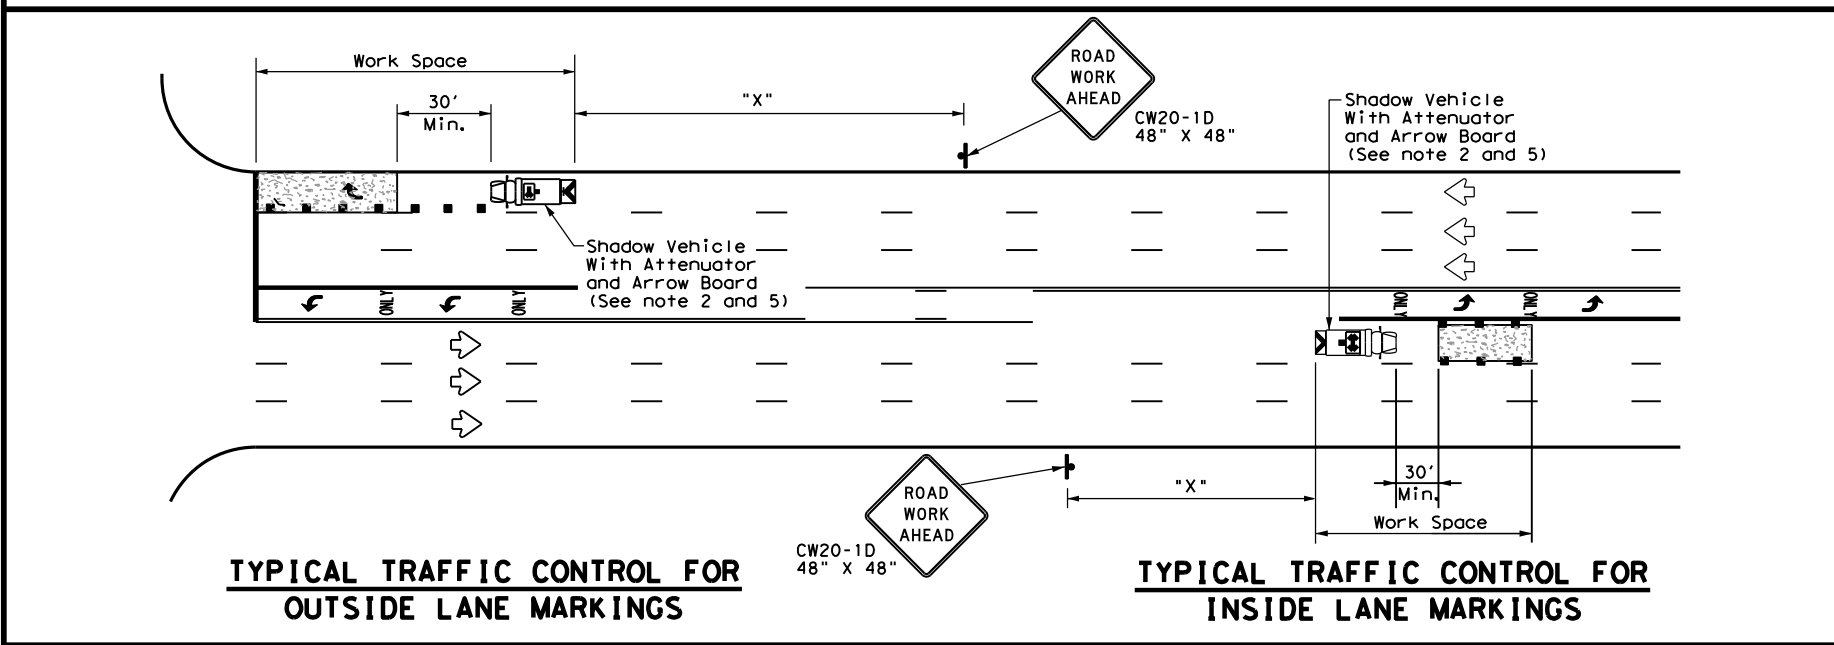 Work Space
30'
Min.
"X"
ROAD
WORK
AHEAD
CW20-1D
48" X 48"
Shadow Vehicle
With Attenuator
and Arrow Board
(See note 2 and 5)
Shadow Vehicle
With Attenuator
and Arrow Board
(See note 2 and 5)
ONLY
ONLY
ONLY
ONLY
ROAD
WORK
AHEAD
CW20-1D
48" X 48"
"X"
30'
Min.
Work Space
TYPICAL TRAFFIC CONTROL FOR
OUTSIDE LANE MARKINGS
TYPICAL TRAFFIC CONTROL FOR
INSIDE LANE MARKINGS